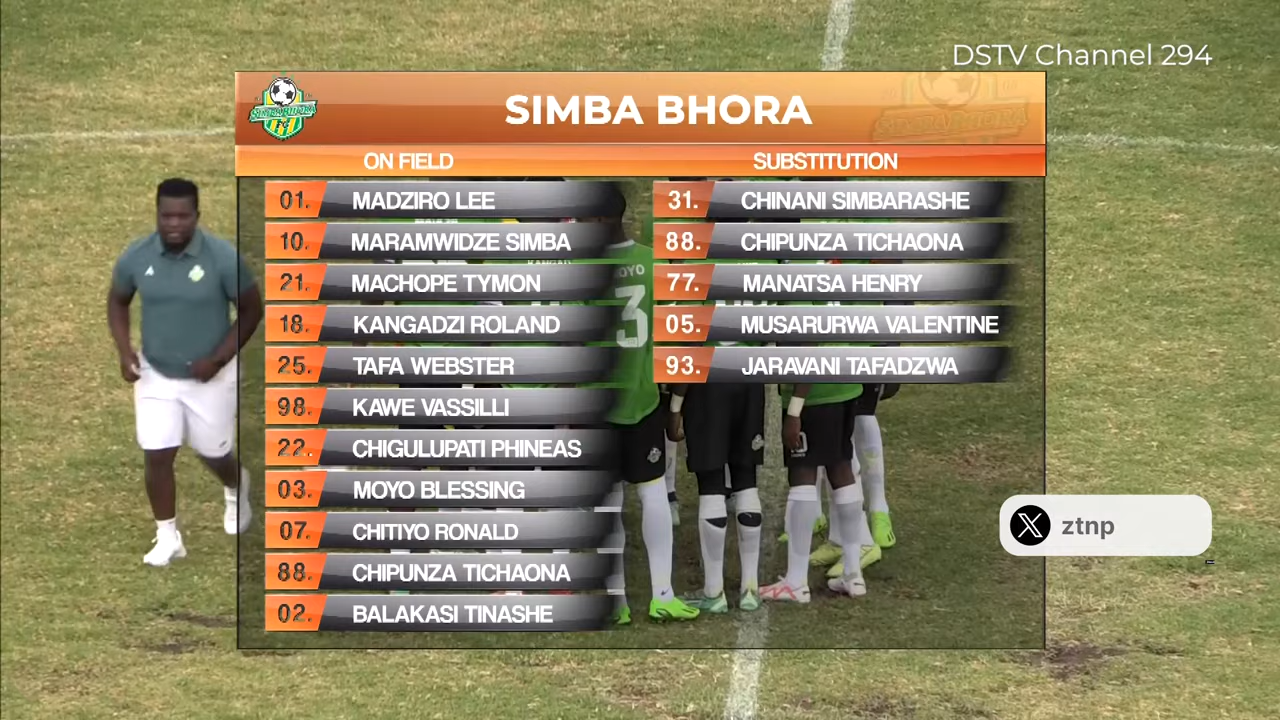 DSTV Channel 294
SIMBA BHORA
ON FIELD
01. MADZIRO LEE
10. MARAMWIDZE SIMBA
21. MACHOPE TYMON
18. KANGADZI ROLAND
25. TAFA WEBSTER
98. KAWE VASSILLI
22. CHIGULUPATI PHINEAS
03. MOYO BLESSING
07. CHITIYO RONALD
88. CHIPUNZA TICHAONA
02. BALAKASI TINASHE
SUBSTITUTION
31. CHINANI SIMBARASHE
88. CHIPUNZA TICHAONA
77. MANATSA HENRY
05. MUSARURWA VALENTINE
93. JARAVANI TAFADZWA
OYO
3
X ztnp